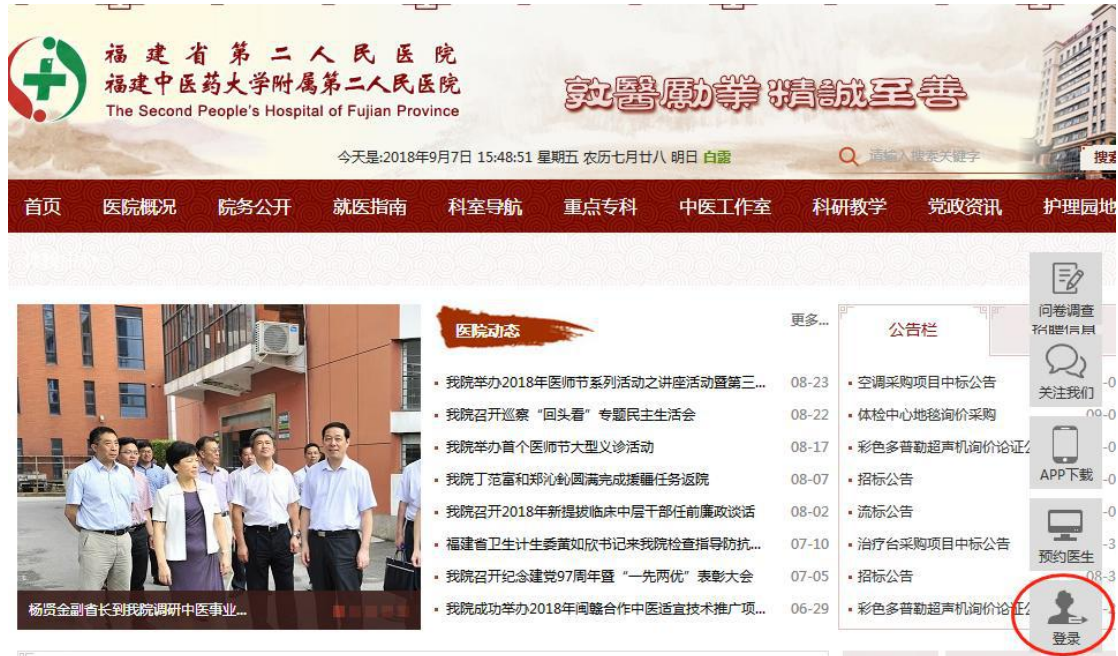 福建省第二人民医院
福建中医药大学附属第二人民医院
The Second People's Hospital of Fujian Province
敦醫勵業 精誠至善
今天是:2018年9月7日 15:48:51 星期五 农历七月廿八 明日 白露
请输入搜索关键字
搜索
首页 医院概况 院务公开 就医指南 科室导航 重点专科 中医工作室 科研教学 党政资讯 护理园地
问卷调查
关注我们
APP下载
预约医生
登录
杨贤金副省长到我院调研中医事业...
医院动态 更多...
我院举办2018年医师节系列活动之讲座活动暨第三... 08-23
我院召开巡察“回头看”专题民主生活会 08-22
我院举办首个医师节大型义诊活动 08-17
我院丁范富和郑沁鈊圆满完成援疆任务返院 08-07
我院召开2018年新提拔临床中层干部任前廉政谈话 08-02
福建省卫生计生委黄如欣书记来我院检查指导防抗... 07-10
我院召开纪念建党97周年暨“一先两优”表彰大会 07-05
我院成功举办2018年闽赣合作中医适宜技术推广项... 06-29
公告栏 招聘信息
空调采购项目中标公告
体检中心地毯询价采购
彩色多普勒超声机询价论证
招标公告
流标公告
治疗台采购项目中标公告
招标公告
彩色多普勒超声机询价论证